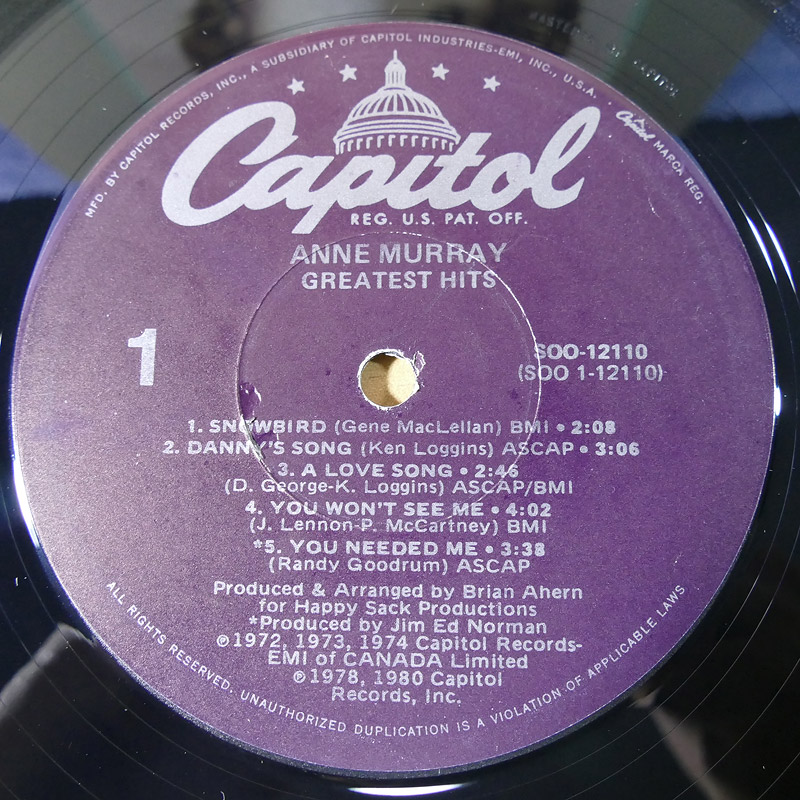 MFD. BY CAPITOL RECORDS, INC., A SUBSIDIARY OF CAPITOL INDUSTRIES-EMI, INC., U.S.A.
Capitol MARCA REG.
Capitol
REG. U.S. PAT. OFF.
ANNE MURRAY
GREATEST HITS
1
SOO-12110
(SOO 1-12110)
1. SNOWBIRD (Gene MacLellan) BMI • 2:08
2. DANNY'S SONG (Ken Loggins) ASCAP • 3:06
3. A LOVE SONG • 2:46
(D. George-K. Loggins) ASCAP/BMI
4. YOU WON'T SEE ME • 4:02
(J. Lennon-P. McCartney) BMI
*5. YOU NEEDED ME • 3:38
(Randy Goodrum) ASCAP
Produced & Arranged by Brian Ahern
for Happy Sack Productions
*Produced by Jim Ed Norman
℗1972, 1973, 1974 Capitol Records-
EMI of CANADA Limited
℗1978, 1980 Capitol
Records, Inc.
ALL RIGHTS RESERVED. UNAUTHORIZED DUPLICATION IS A VIOLATION OF APPLICABLE LAWS